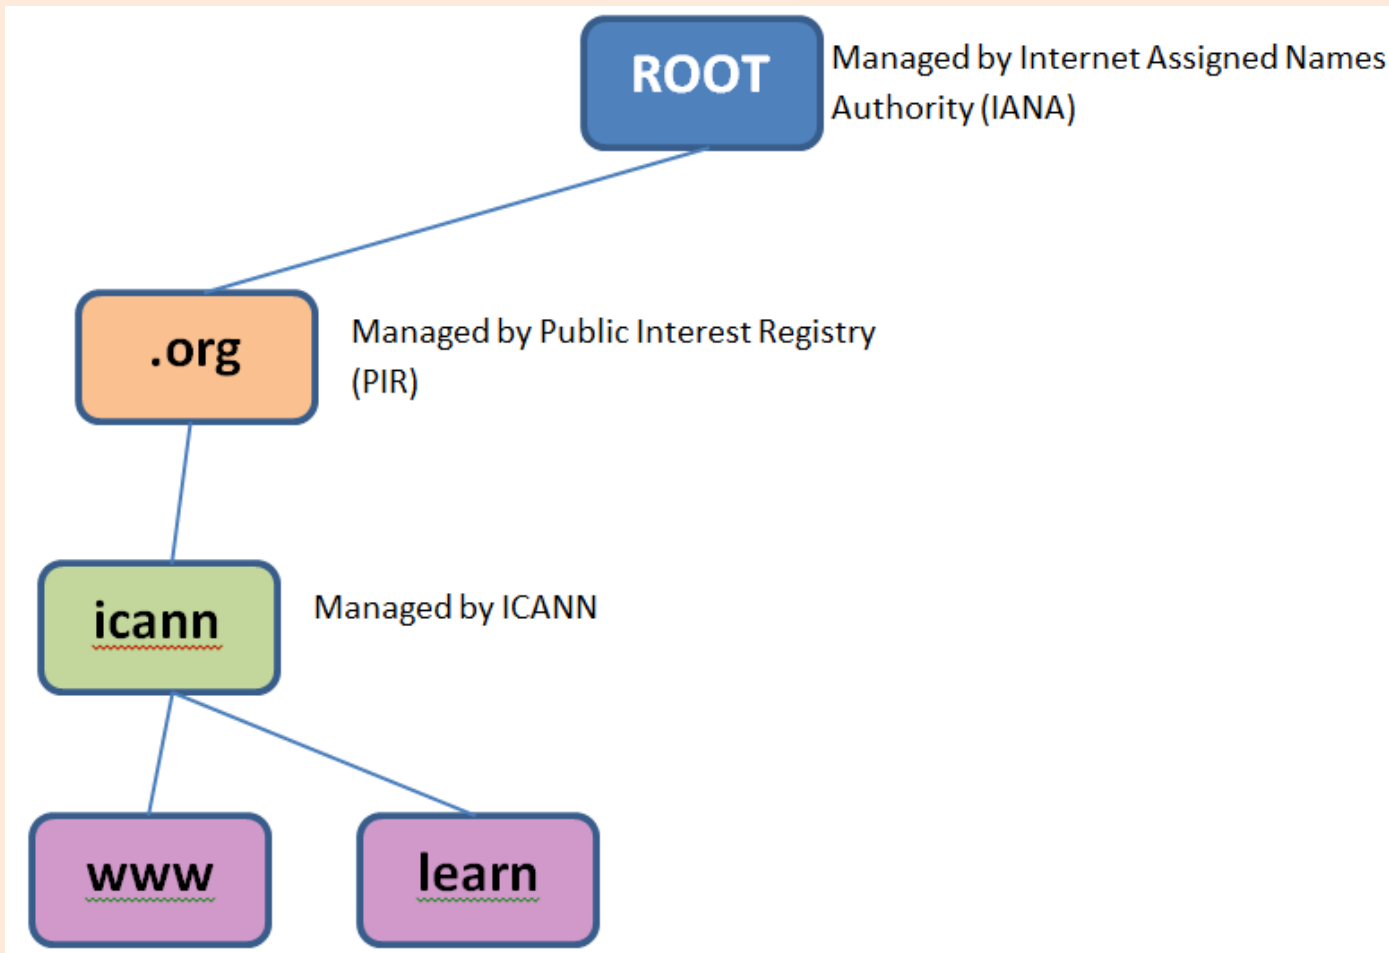 ROOT
Managed by Internet Assigned Names
Authority (IANA)
.org
Managed by Public Interest Registry
(PIR)
icann
Managed by ICANN
www
learn